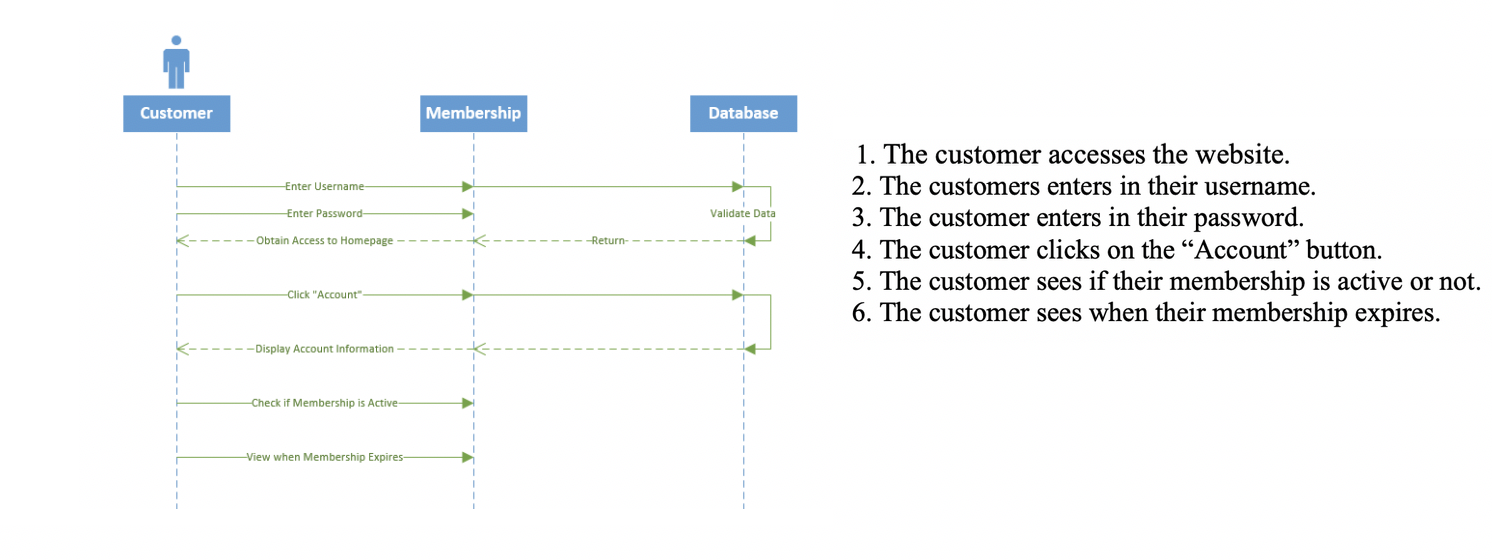 Customer
Membership
Database
Enter Username
Enter Password
Validate Data
Obtain Access to Homepage
Return
Click "Account"
Display Account Information
Check if Membership is Active
View when Membership Expires
1. The customer accesses the website.
2. The customers enters in their username.
3. The customer enters in their password.
4. The customer clicks on the “Account” button.
5. The customer sees if their membership is active or not.
6. The customer sees when their membership expires.